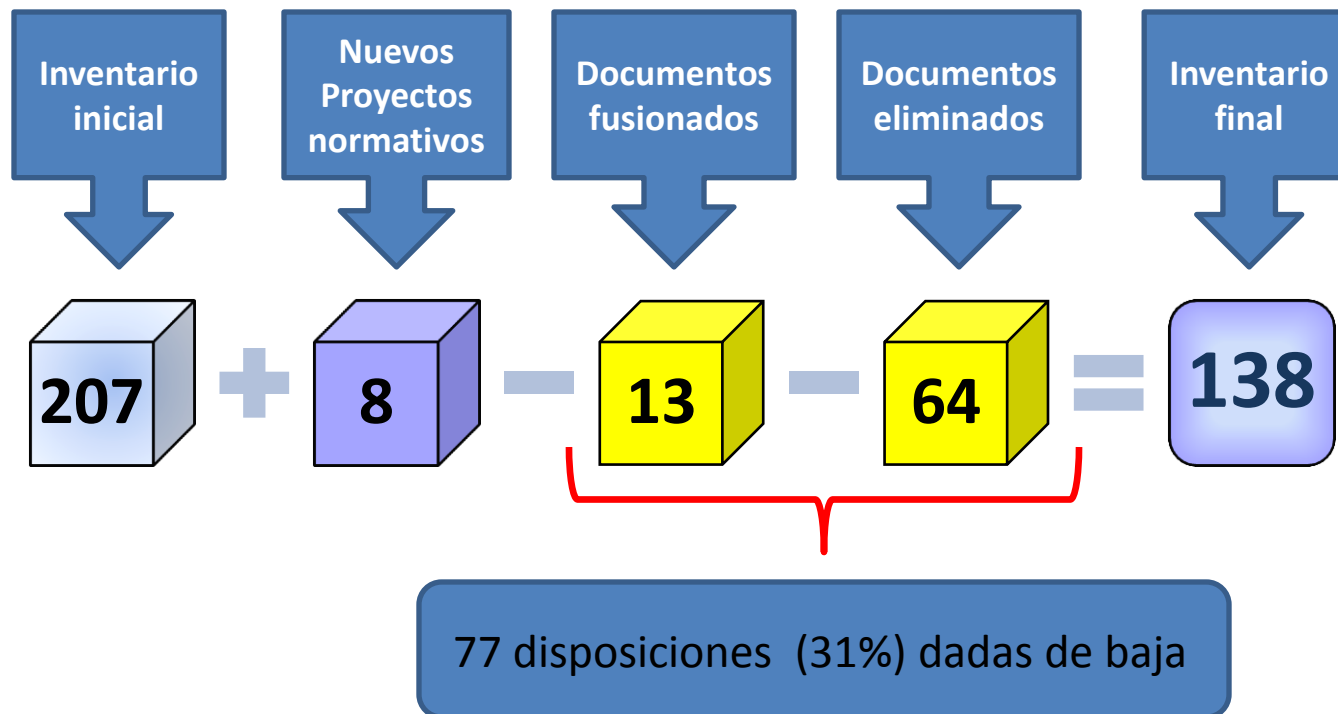 Inventario
inicial
Nuevos
Proyectos
normativos
Documentos
fusionados
Documentos
eliminados
Inventario
final
207
+
8
–
13
–
64
=
138
77 disposiciones (31%) dadas de baja